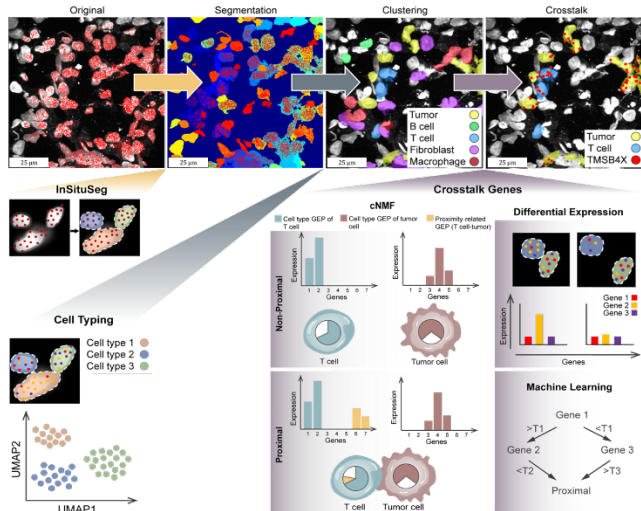 Original
Segmentation
Clustering
Crosstalk
25 µm
25 µm
25 µm
25 µm
Tumor
B cell
T cell
Fibroblast
Macrophage
Tumor
T cell
TMSB4X
InSituSeg
Cell Typing
Cell type 1
Cell type 2
Cell type 3
UMAP2
UMAP1
Crosstalk Genes
cNMF
Cell type GEP of
T cell
Cell type GEP of tumor
cell
Proximity-related
GEP (T cell-tumor)
Non-Proximal
Expression
1 2 3 4 5 6 7
Genes
Expression
1 2 3 4 5 6 7
Genes
T cell
Tumor cell
Proximal
Expression
1 2 3 4 5 6 7
Genes
Expression
1 2 3 4 5 6 7
Genes
T cell
Tumor cell
Differential Expression
Gene 1
Gene 2
Gene 3
Expression
Genes
Machine Learning
Gene 1
>T1
<T1
Gene 2
Gene 3
<T2
>T3
Proximal